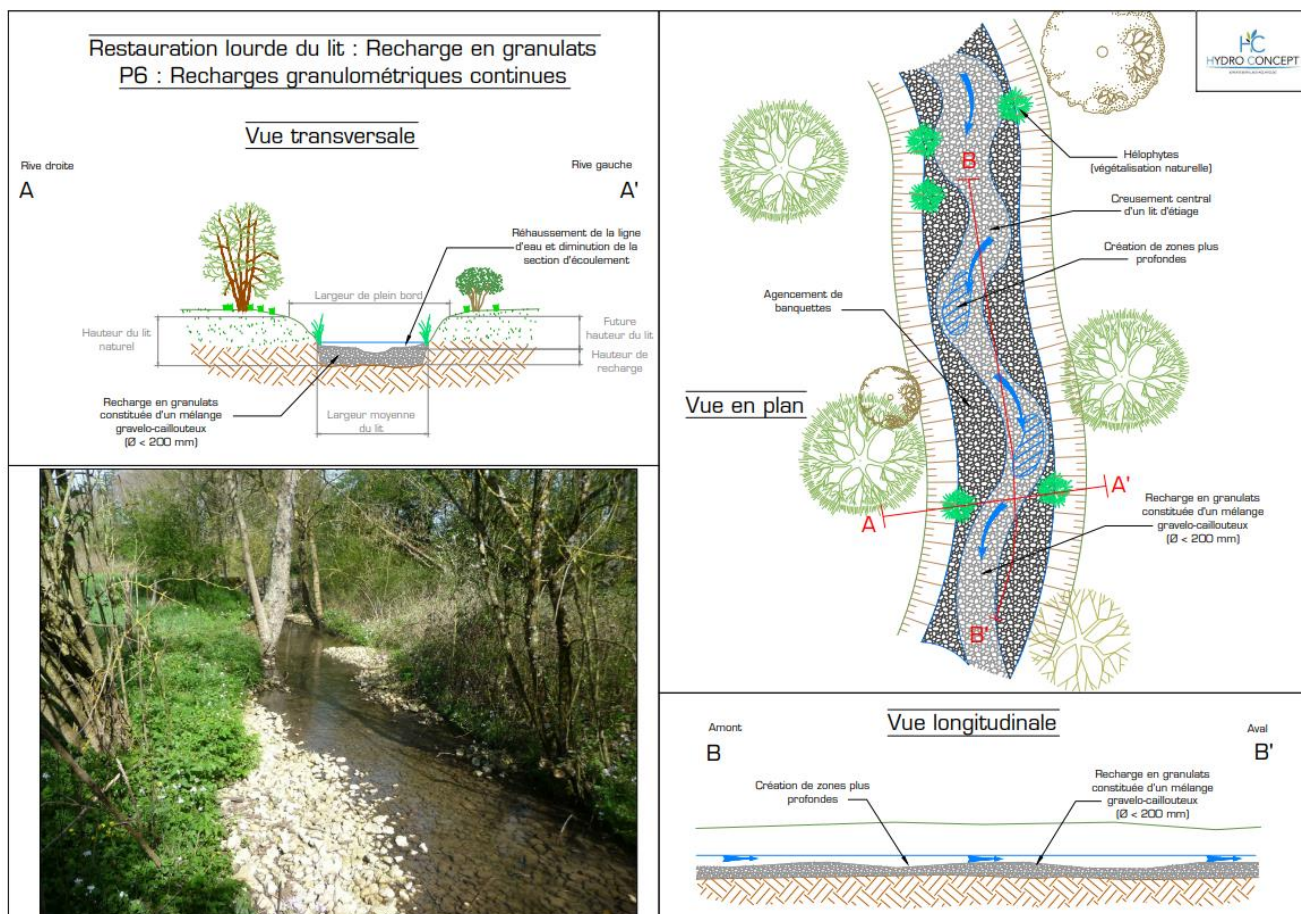 Restauration lourde du lit : Recharge en granulats
P6 : Recharges granulométriques continues
Vue transversale
Rive droite
Rive gauche
A
A'
Réhaussement de la ligne
d'eau et diminution de la
section d'écoulement
Largeur de plein bord
Hauteur du lit
naturel
Future
hauteur du lit
Hauteur de
recharge
Recharge en granulats
constituée d'un mélange
gravelo-caillouteux
(Ø < 200 mm)
Largeur moyenne
du lit
HC
HYDRO CONCEPT
B
Hélophytes
(végétalisation naturelle)
Creusement central
d'un lit d'étiage
Création de zones plus
profondes
Agencement de
banquettes
Vue en plan
A
A'
Recharge en granulats
constituée d'un mélange
gravelo-caillouteux
(Ø < 200 mm)
B'
Vue longitudinale
Amont
Aval
B
B'
Création de zones plus
profondes
Recharge en granulats
constituée d'un mélange
gravelo-caillouteux
(Ø < 200 mm)